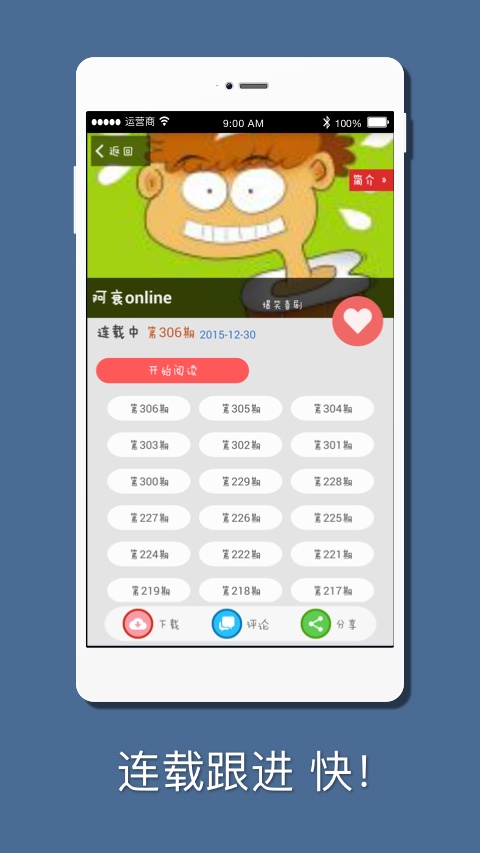 运营商 9:00 AM 100%
返回
简介 »
阿衰online 爆笑喜剧
连载中 第306期 2015-12-30
开始阅读
第306期 第305期 第304期
第303期 第302期 第301期
第300期 第229期 第228期
第227期 第226期 第225期
第224期 第222期 第221期
第219期 第218期 第217期
下载 评论 分享
连载跟进 快!